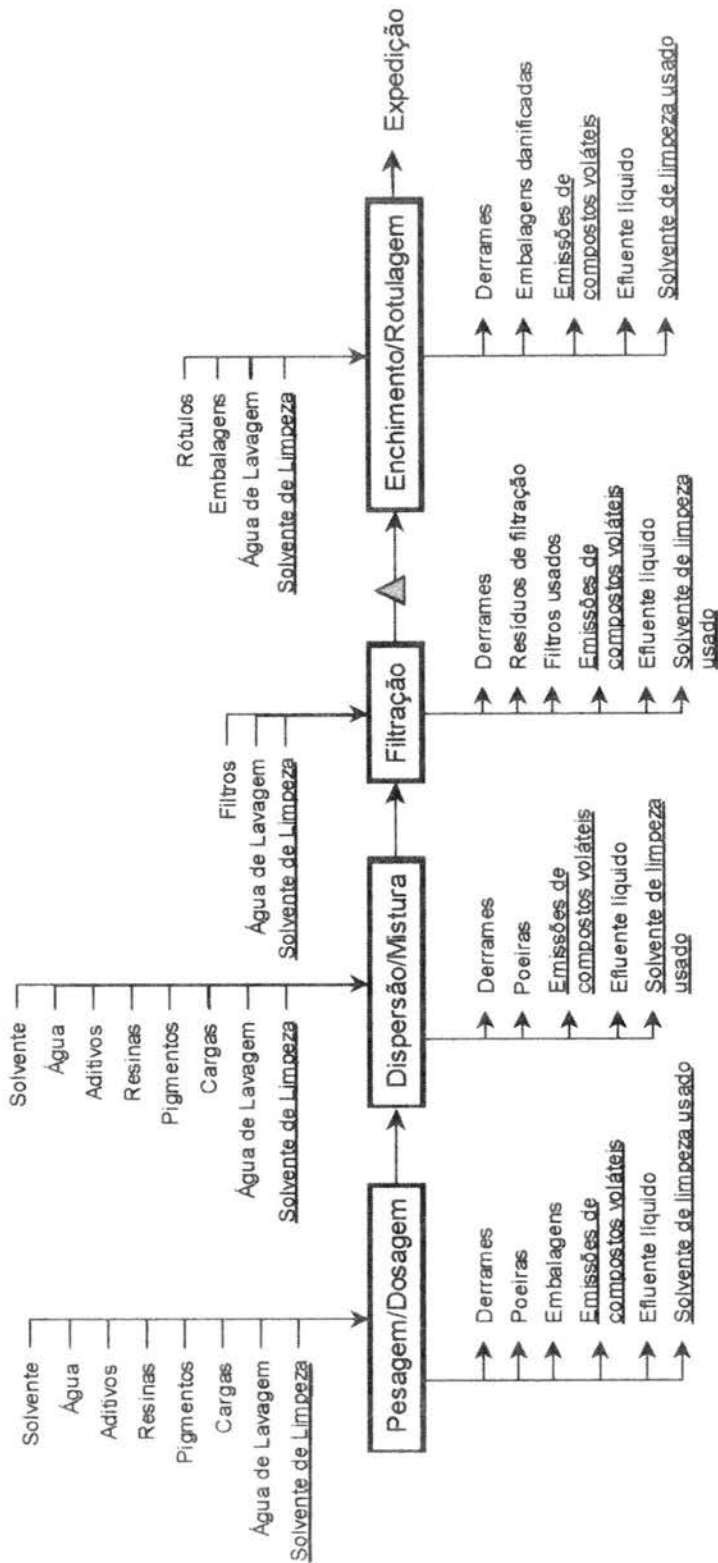 Solvente
Água
Aditivos
Resinas
Pigmentos
Cargas
Água de Lavagem
Solvente de Limpeza
Pesagem/Dosagem
Derrames
Poeiras
Embalagens
Emissões de
compostos voláteis
Efluente líquido
Solvente de limpeza usado
Solvente
Água
Aditivos
Resinas
Pigmentos
Cargas
Água de Lavagem
Solvente de Limpeza
Dispersão/Mistura
Derrames
Poeiras
Emissões de
compostos voláteis
Efluente líquido
Solvente de limpeza
usado
Filtros
Água de Lavagem
Solvente de Limpeza
Filtração
Derrames
Resíduos de filtração
Filtros usados
Emissões de
compostos voláteis
Efluente líquido
Solvente de limpeza
usado
Rótulos
Embalagens
Água de Lavagem
Solvente de Limpeza
Enchimento/Rotulagem
Derrames
Embalagens danificadas
Emissões de
compostos voláteis
Efluente líquido
Solvente de limpeza usado
Expedição